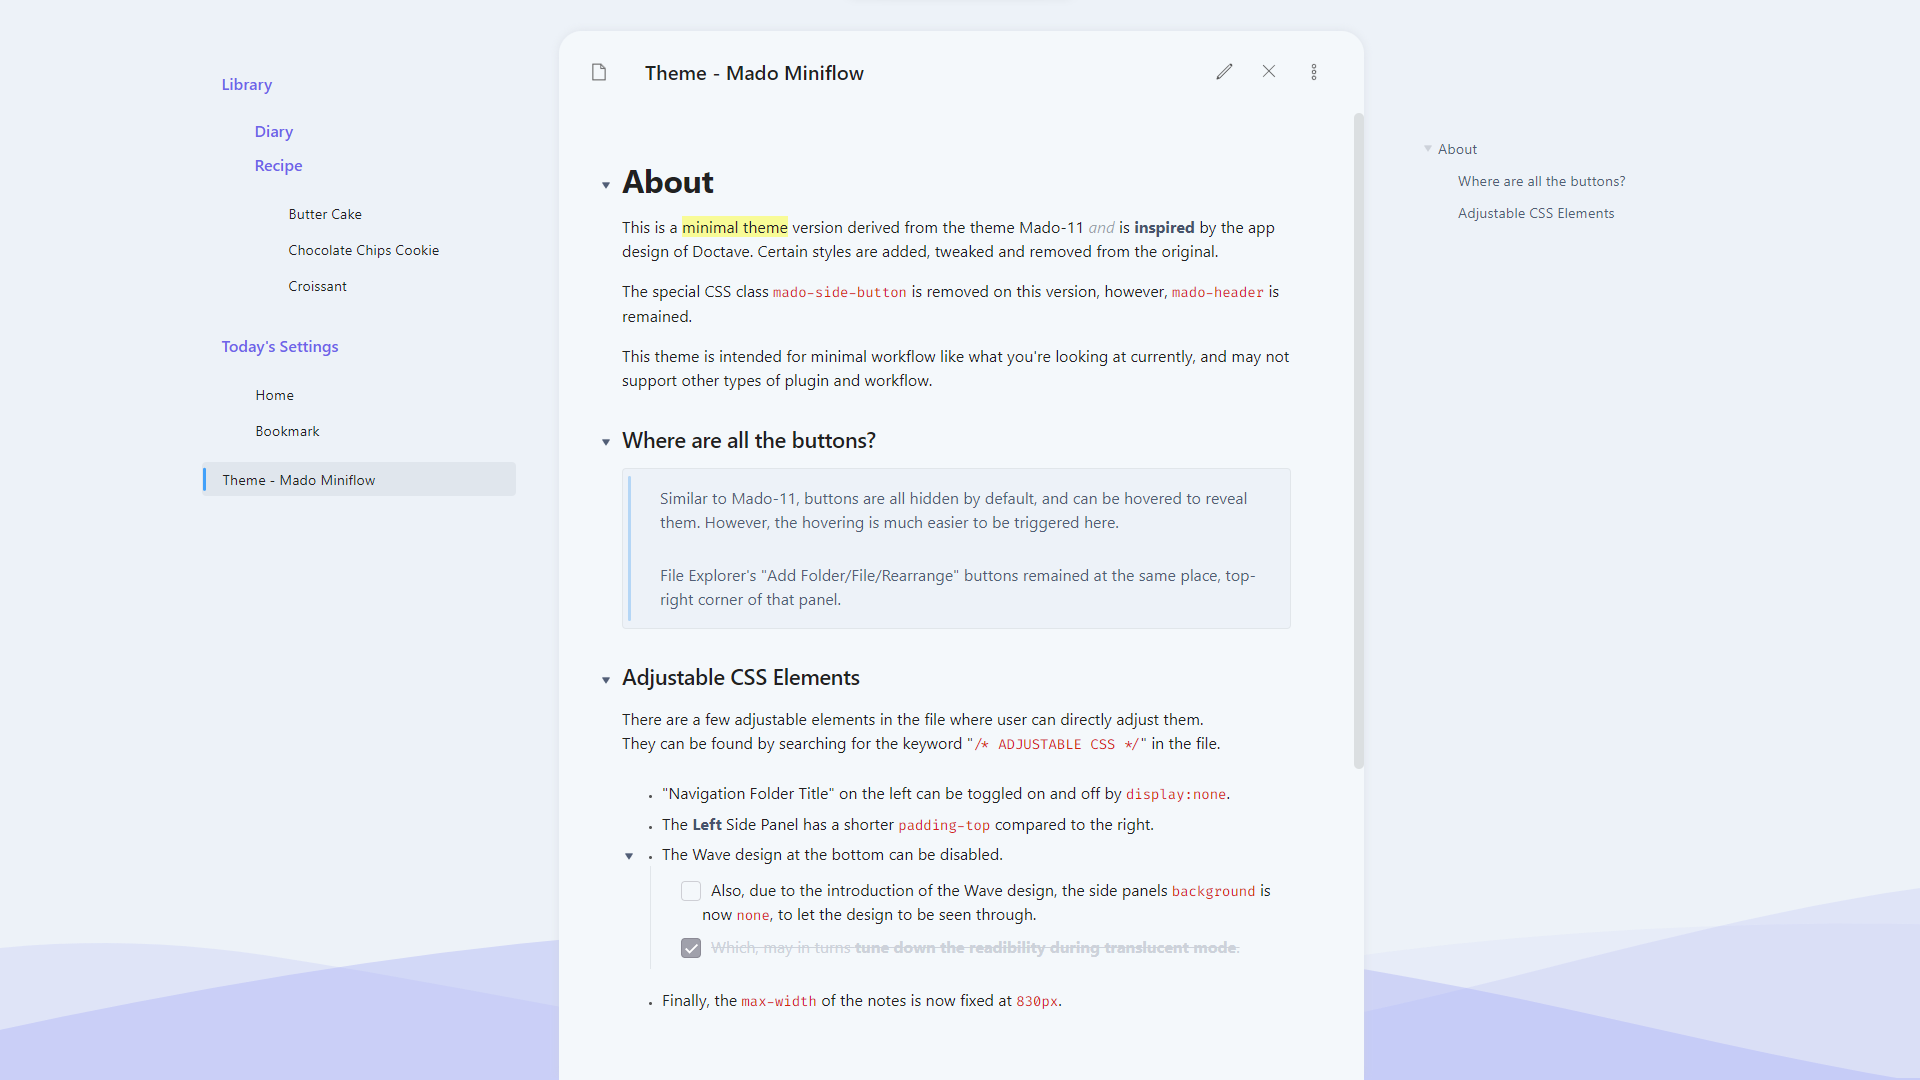 Library
Diary
Recipe
Butter Cake
Chocolate Chips Cookie
Croissant
Today's Settings
Home
Bookmark
Theme - Mado Miniflow
Theme - Mado Miniflow
About
This is a minimal theme version derived from the theme Mado-11 and is inspired by the app
design of Doctave. Certain styles are added, tweaked and removed from the original.
The special CSS class mado-side-button is removed on this version, however, mado-header is
remained.
This theme is intended for minimal workflow like what you're looking at currently, and may not
support other types of plugin and workflow.
Where are all the buttons?
Similar to Mado-11, buttons are all hidden by default, and can be hovered to reveal
them. However, the hovering is much easier to be triggered here.
File Explorer's "Add Folder/File/Rearrange" buttons remained at the same place, top-
right corner of that panel.
Adjustable CSS Elements
There are a few adjustable elements in the file where user can directly adjust them.
They can be found by searching for the keyword "/* ADJUSTABLE CSS */" in the file.
"Navigation Folder Title" on the left can be toggled on and off by display:none.
The Left Side Panel has a shorter padding-top compared to the right.
The Wave design at the bottom can be disabled.
Also, due to the introduction of the Wave design, the side panels background is
now none, to let the design to be seen through.
Which, may in turns tune down the readibility during translucent mode.
Finally, the max-width of the notes is now fixed at 830px.
About
Where are all the buttons?
Adjustable CSS Elements